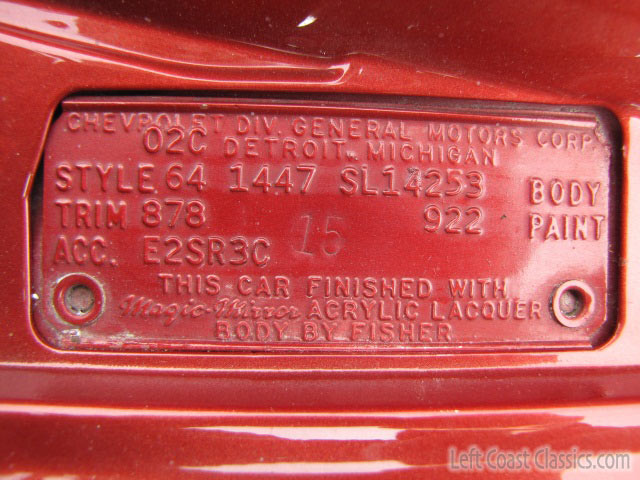 CHEVROLET DIV. GENERAL MOTORS CORP.
02C DETROIT, MICHIGAN
STYLE 64 1447 SL14253 BODY
TRIM 878 922 PAINT
ACC. E2SR3C 15
THIS CAR FINISHED WITH
Magic-Mirror ACRYLIC LACQUER
BODY BY FISHER
Left Coast Classics.com